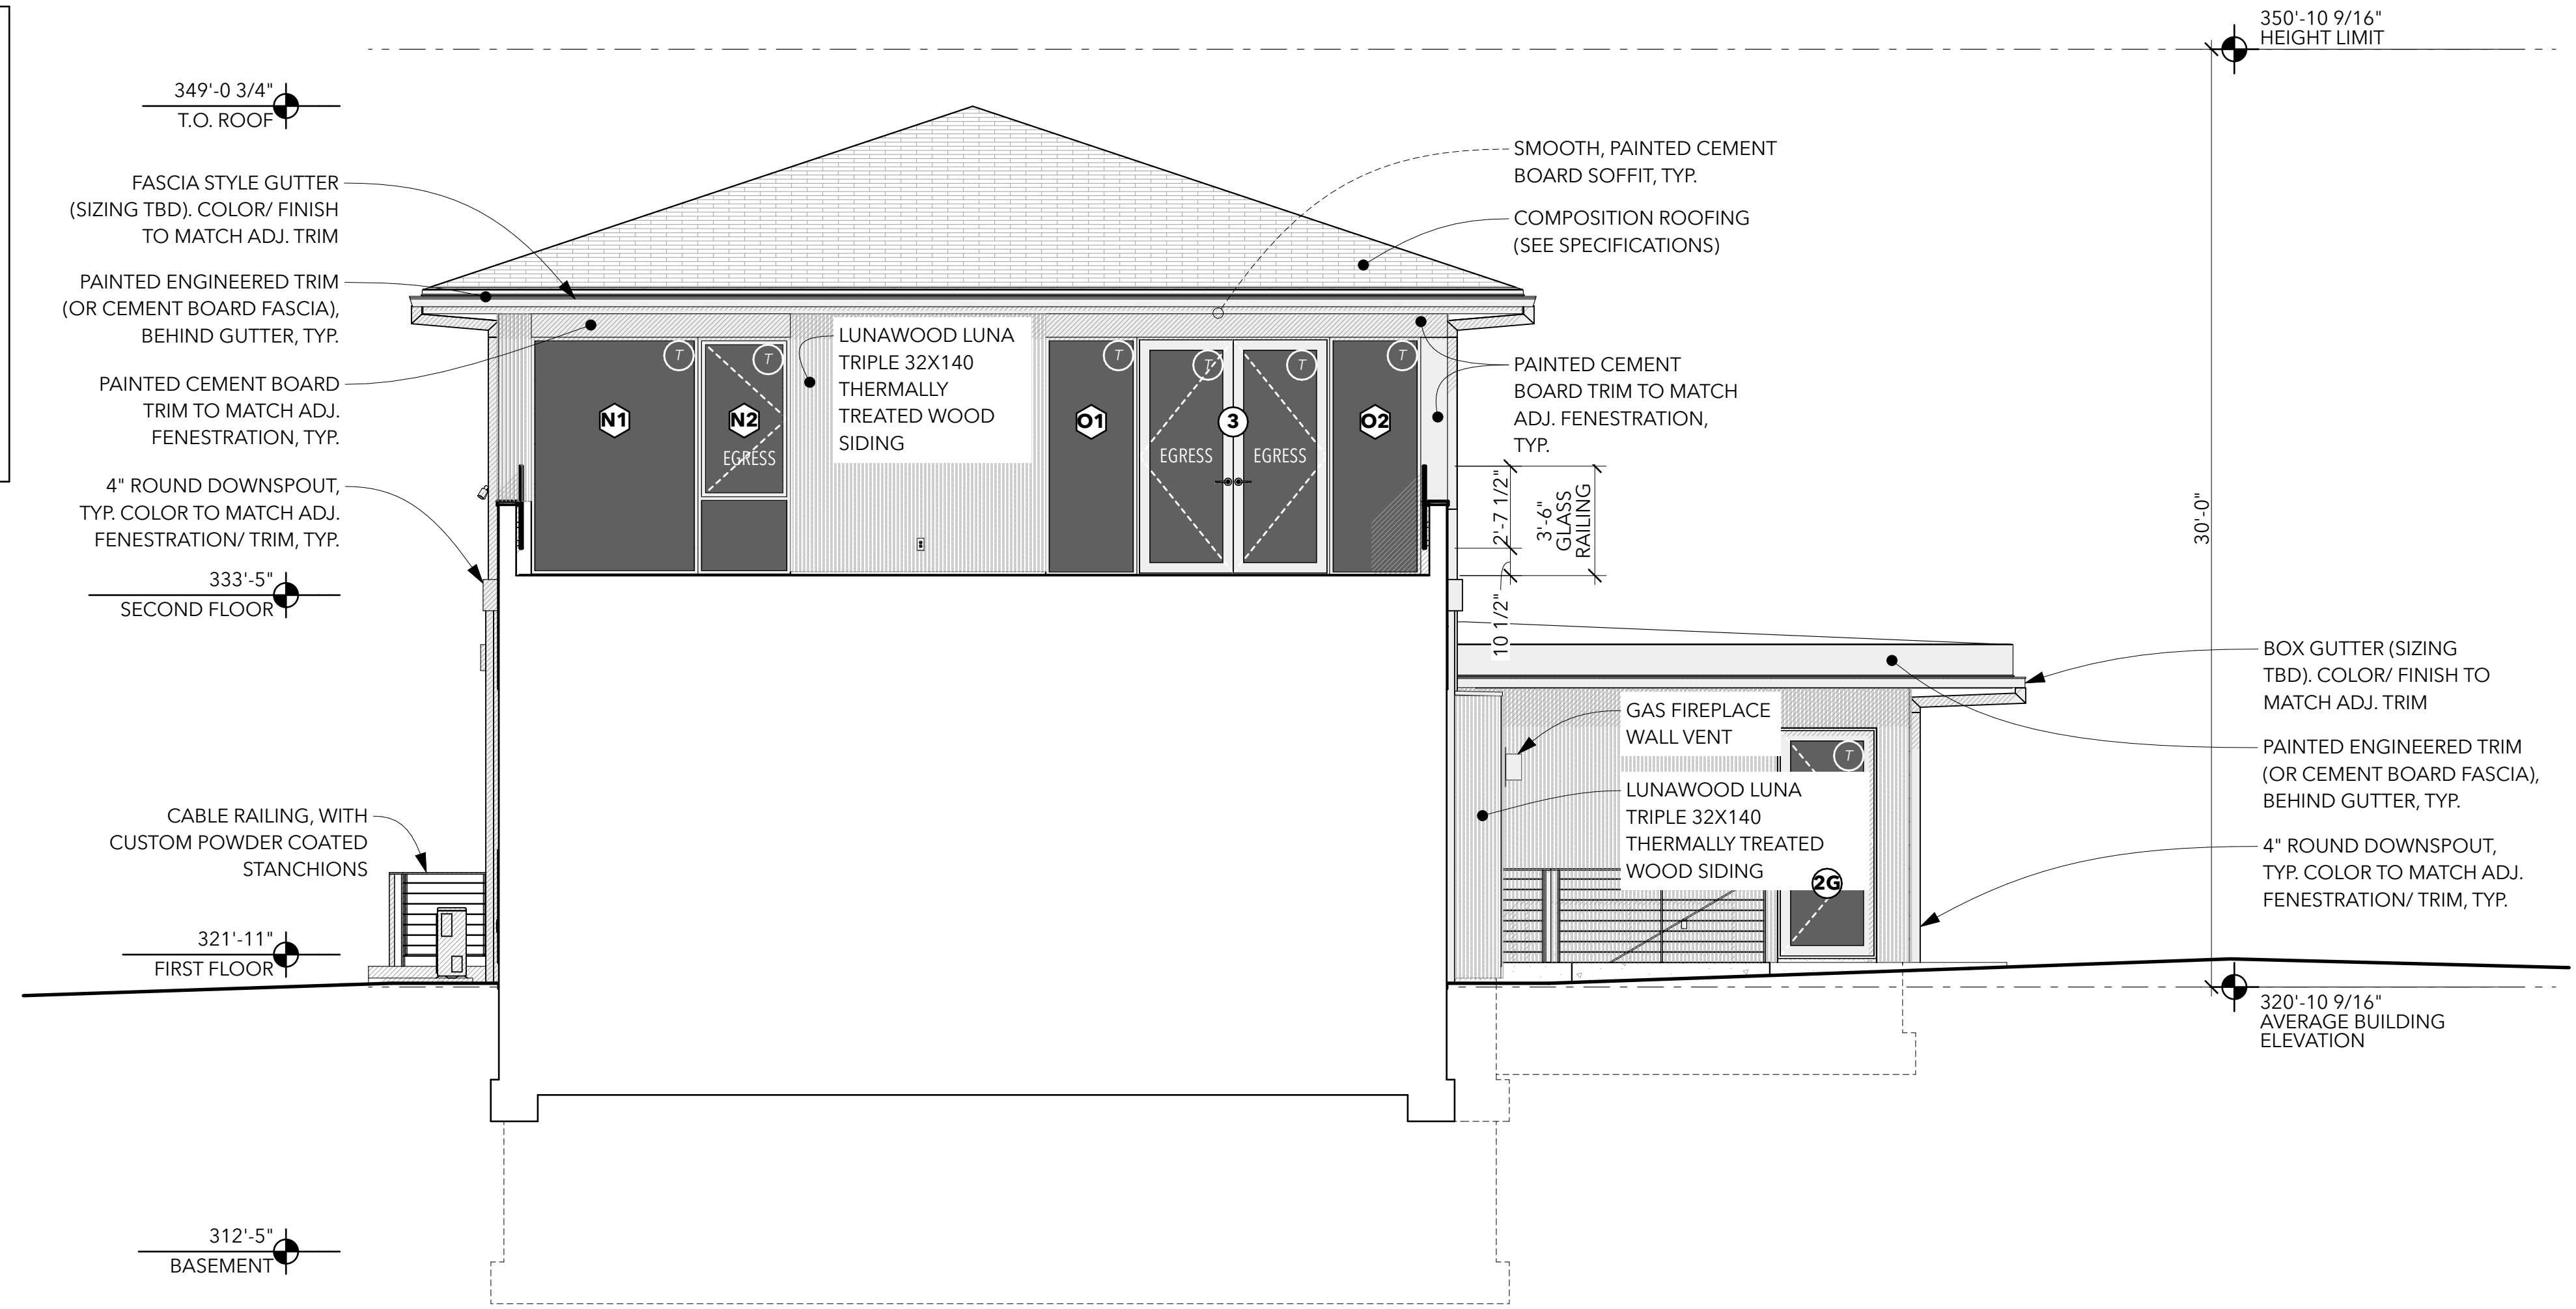 350'-10 9/16"
HEIGHT LIMIT
349'-0 3/4"
T.O. ROOF
FASCIA STYLE GUTTER
(SIZING TBD). COLOR/ FINISH
TO MATCH ADJ. TRIM
PAINTED ENGINEERED TRIM
(OR CEMENT BOARD FASCIA),
BEHIND GUTTER, TYP.
PAINTED CEMENT BOARD
TRIM TO MATCH ADJ.
FENESTRATION, TYP.
4" ROUND DOWNSPOUT,
TYP. COLOR TO MATCH ADJ.
FENESTRATION/ TRIM, TYP.
333'-5"
SECOND FLOOR
CABLE RAILING, WITH
CUSTOM POWDER COATED
STANCHIONS
321'-11"
FIRST FLOOR
312'-5"
BASEMENT
SMOOTH, PAINTED CEMENT
BOARD SOFFIT, TYP.
COMPOSITION ROOFING
(SEE SPECIFICATIONS)
LUNAWOOD LUNA
TRIPLE 32X140
THERMALLY
TREATED WOOD
SIDING
T
T
T
T
T
T
N1
N2
O1
3
O2
EGRESS
EGRESS
EGRESS
PAINTED CEMENT
BOARD TRIM TO MATCH
ADJ. FENESTRATION,
TYP.
2'-7 1/2"
3'-6"
GLASS
RAILING
10 1/2"
30'-0"
GAS FIREPLACE
WALL VENT
T
LUNAWOOD LUNA
TRIPLE 32X140
THERMALLY TREATED
WOOD SIDING
2G
BOX GUTTER (SIZING
TBD). COLOR/ FINISH TO
MATCH ADJ. TRIM
PAINTED ENGINEERED TRIM
(OR CEMENT BOARD FASCIA),
BEHIND GUTTER, TYP.
4" ROUND DOWNSPOUT,
TYP. COLOR TO MATCH ADJ.
FENESTRATION/ TRIM, TYP.
320'-10 9/16"
AVERAGE BUILDING
ELEVATION